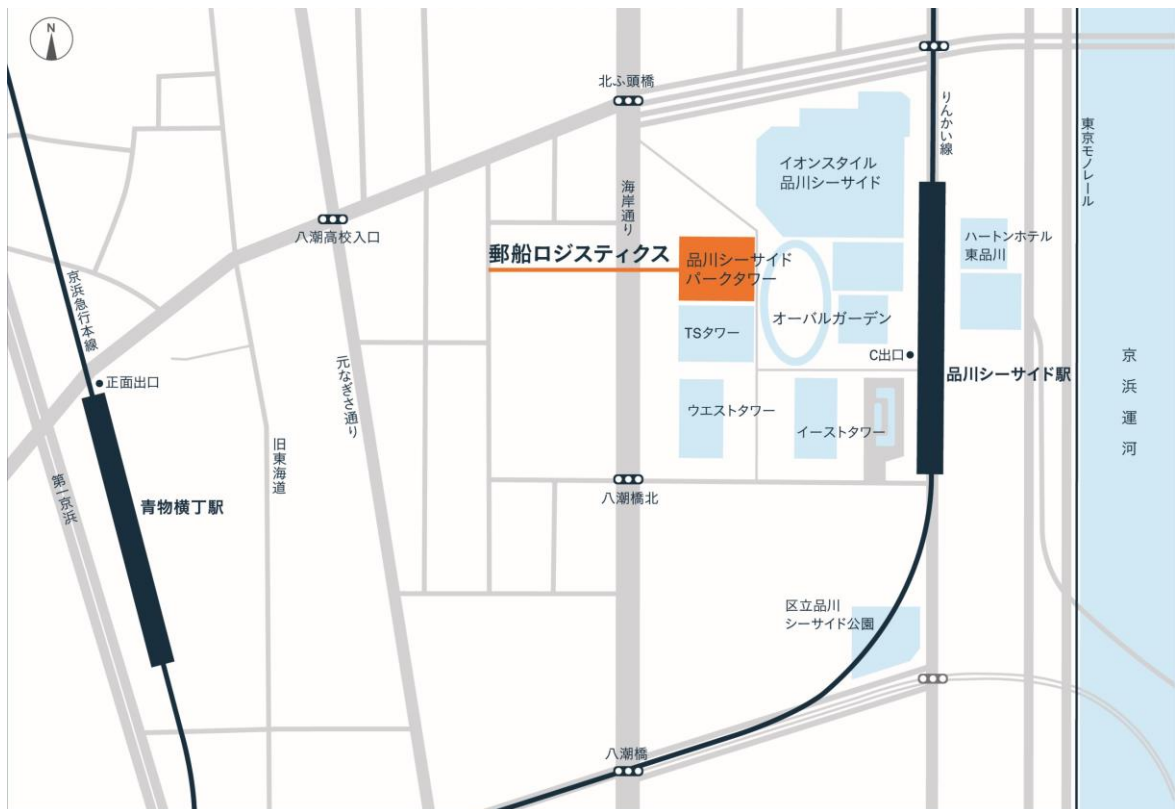 N
北ふ頭橋
りんかい線
東京モノレール
イオンスタイル
品川シーサイド
海岸通り
八潮高校入口
郵船ロジスティクス
品川シーサイド
パークタワー
ハートンホテル
東品川
京浜急行本線
オーバルガーデン
TSタワー
C出口
品川シーサイド駅
京浜運河
正面出口
元なぎさ通り
ウエストタワー
イーストタワー
旧東海道
第一京浜
青物横丁駅
八潮橋北
区立品川
シーサイド公園
八潮橋